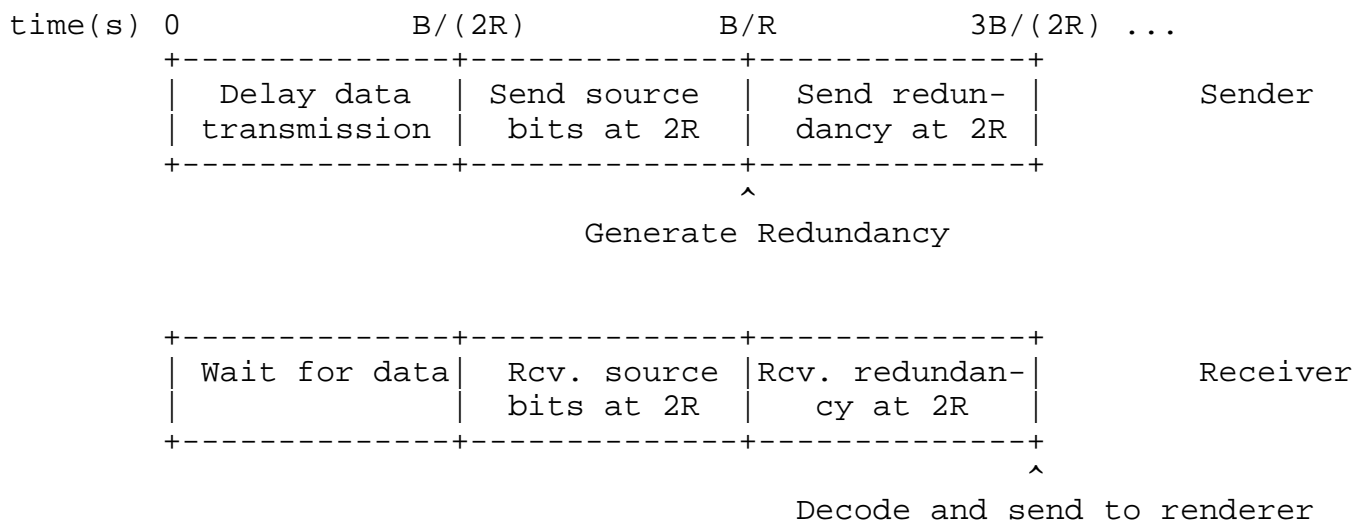 time(s) 0 B/(2R) B/R 3B/(2R) ...
Delay data Send source Send redun- Sender
transmission bits at 2R dancy at 2R
^
Generate Redundancy
Wait for data Rcv. source Rcv. redundan- Receiver
bits at 2R cy at 2R
^
Decode and send to renderer